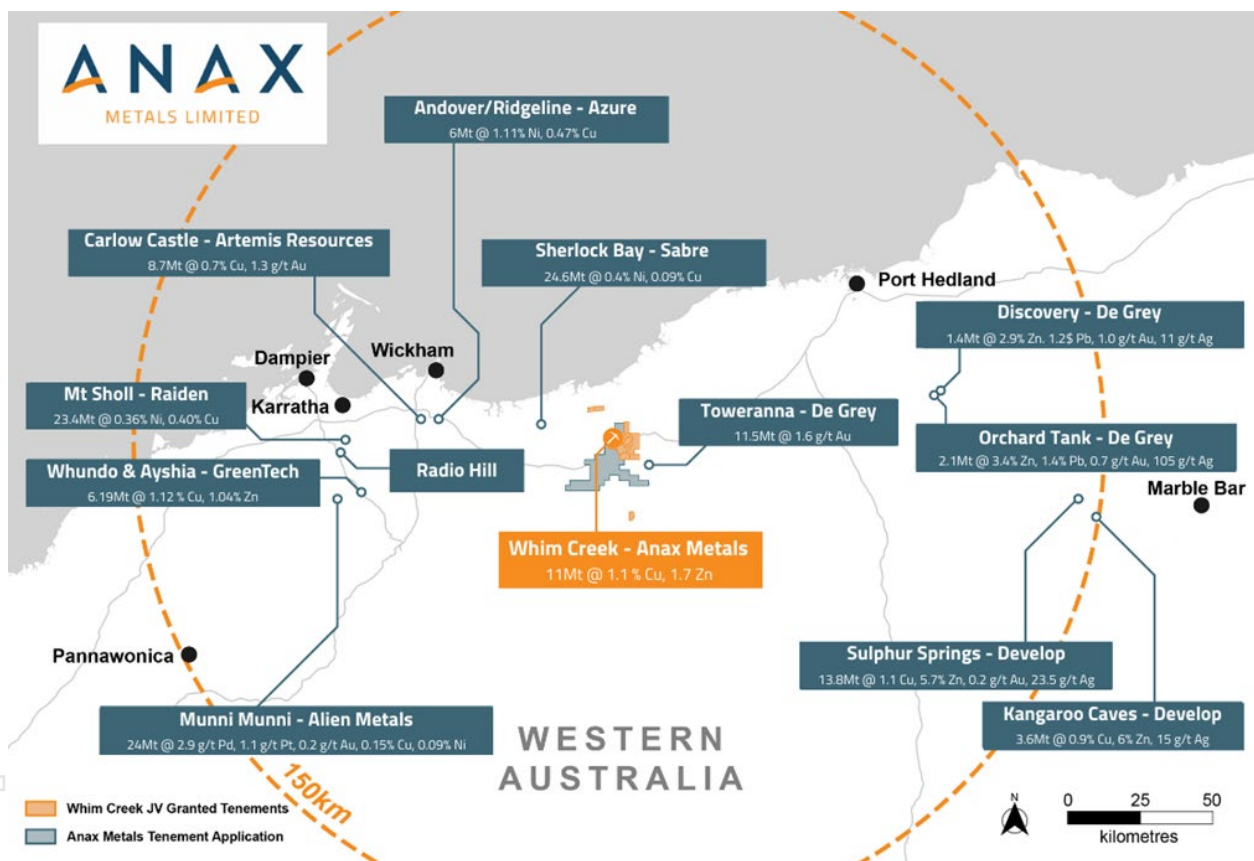 ANAX
METALS LIMITED
Andover/Ridgeline - Azure
6Mt @ 1.11% Ni, 0.47% Cu
Carlow Castle - Artemis Resources
8.7Mt @ 0.7% Cu, 1.3 g/t Au
Sherlock Bay - Sabre
24.6Mt @ 0.4% Ni, 0.09% Cu
Port Hedland
Discovery - De Grey
1.4Mt @ 2.9% Zn. 1.2$ Pb, 1.0 g/t Au, 11 g/t Ag
Wickham
Dampier
Mt Sholl - Raiden
23.4Mt @ 0.36% Ni, 0.40% Cu
Karratha
Toweranna - De Grey
11.5Mt @ 1.6 g/t Au
Orchard Tank - De Grey
2.1Mt @ 3.4% Zn, 1.4% Pb, 0.7 g/t Au, 105 g/t Ag
Whundo & Ayshia - GreenTech
6.19Mt @ 1.12 % Cu, 1.04% Zn
Radio Hill
Marble Bar
Whim Creek - Anax Metals
11Mt @ 1.1 % Cu, 1.7 Zn
Pannawonica
Sulphur Springs - Develop
13.8Mt @ 1.1 Cu, 5.7% Zn, 0.2 g/t Au, 23.5 g/t Ag
Munni Munni - Alien Metals
24Mt @ 2.9 g/t Pd, 1.1 g/t Pt, 0.2 g/t Au, 0.15% Cu, 0.09% Ni
Kangaroo Caves - Develop
3.6Mt @ 0.9% Cu, 6% Zn, 15 g/t Ag
WESTERN
AUSTRALIA
150km
Whim Creek JV Granted Tenements
Anax Metals Tenement Application
N
0 25 50
kilometres